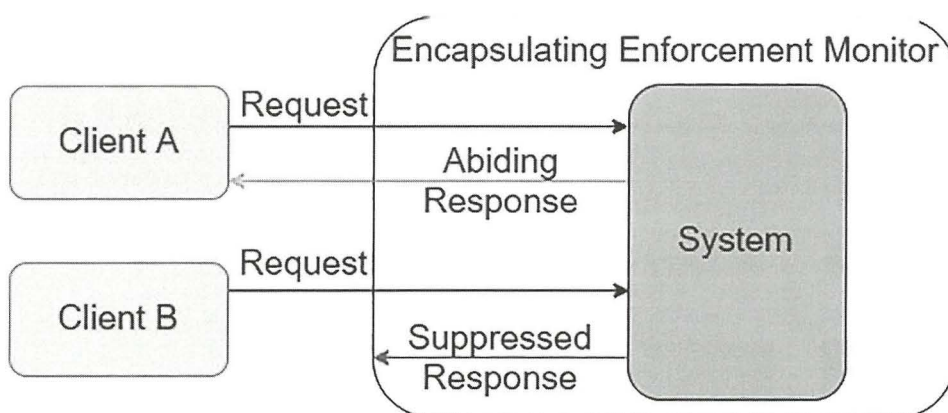 Encapsulating Enforcement Monitor
Request
Client A
Abiding
Response
System
Request
Client B
Suppressed
Response